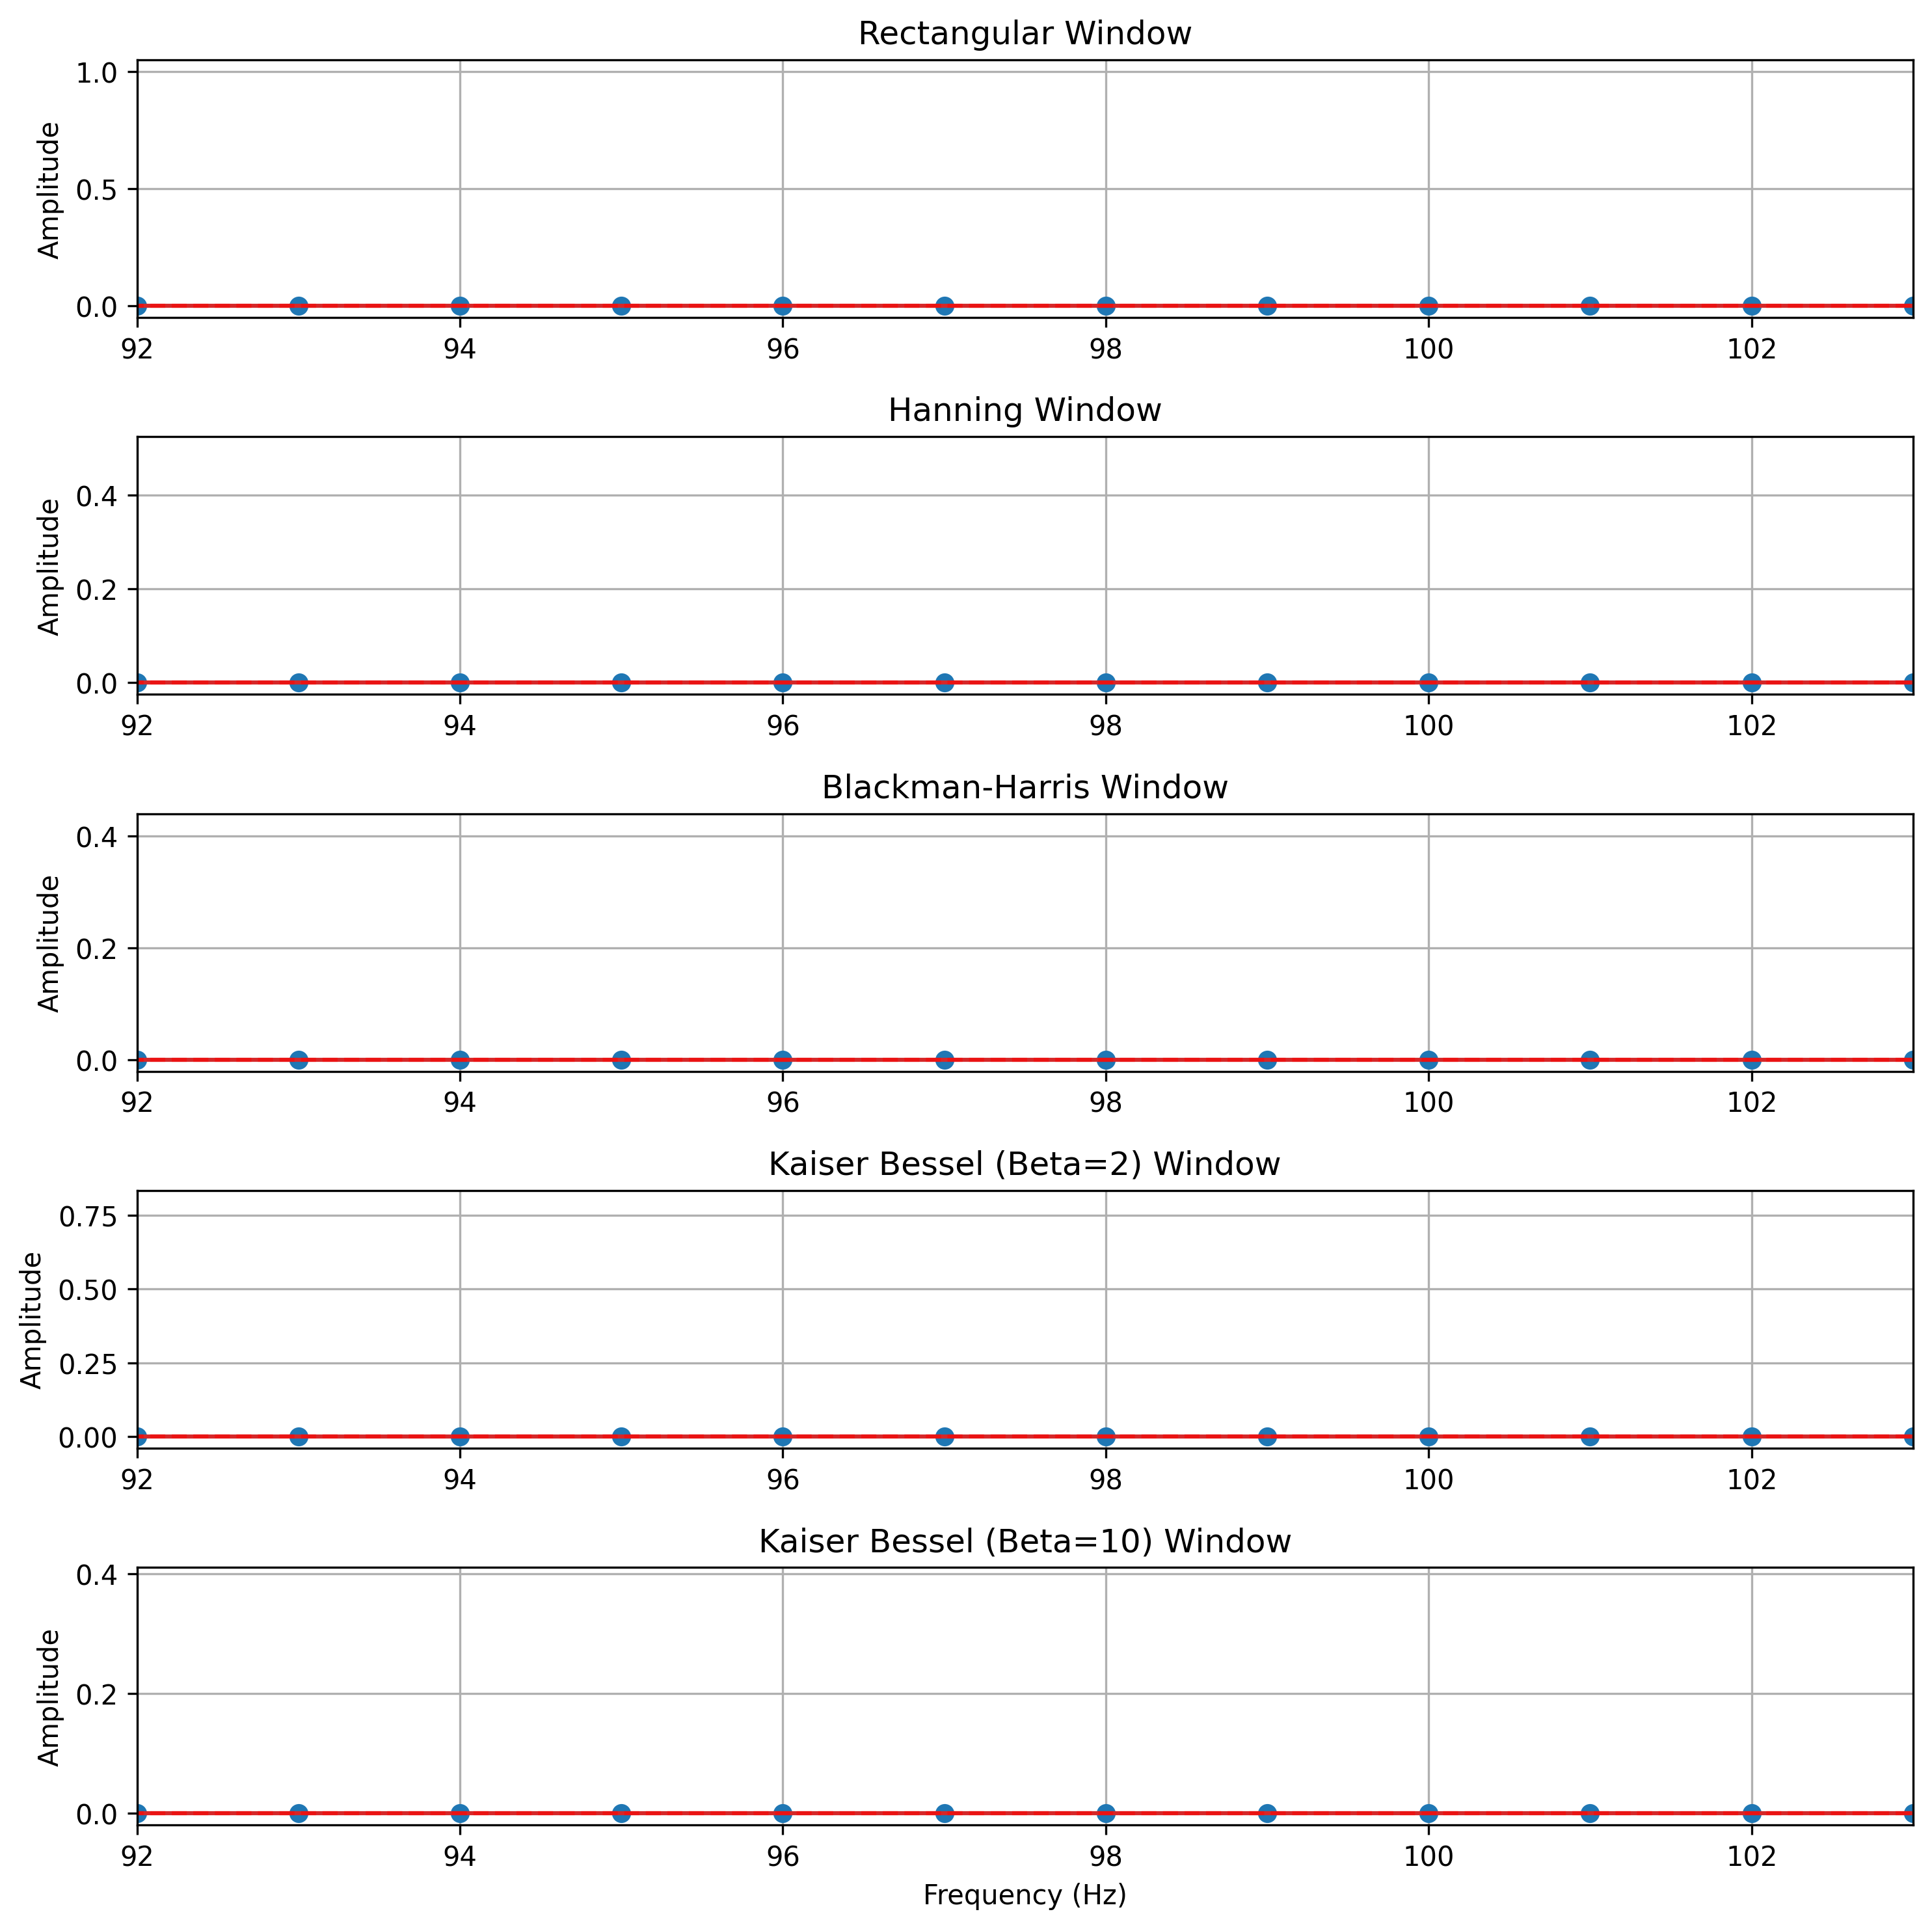 Rectangular Window
1.0
0.5
0.0
Amplitude
92 94 96 98 100 102
Hanning Window
0.4
0.2
0.0
Amplitude
92 94 96 98 100 102
Blackman-Harris Window
0.4
0.2
0.0
Amplitude
92 94 96 98 100 102
Kaiser Bessel (Beta=2) Window
0.75
0.50
0.25
0.00
Amplitude
92 94 96 98 100 102
Kaiser Bessel (Beta=10) Window
0.4
0.2
0.0
Amplitude
92 94 96 98 100 102
Frequency (Hz)